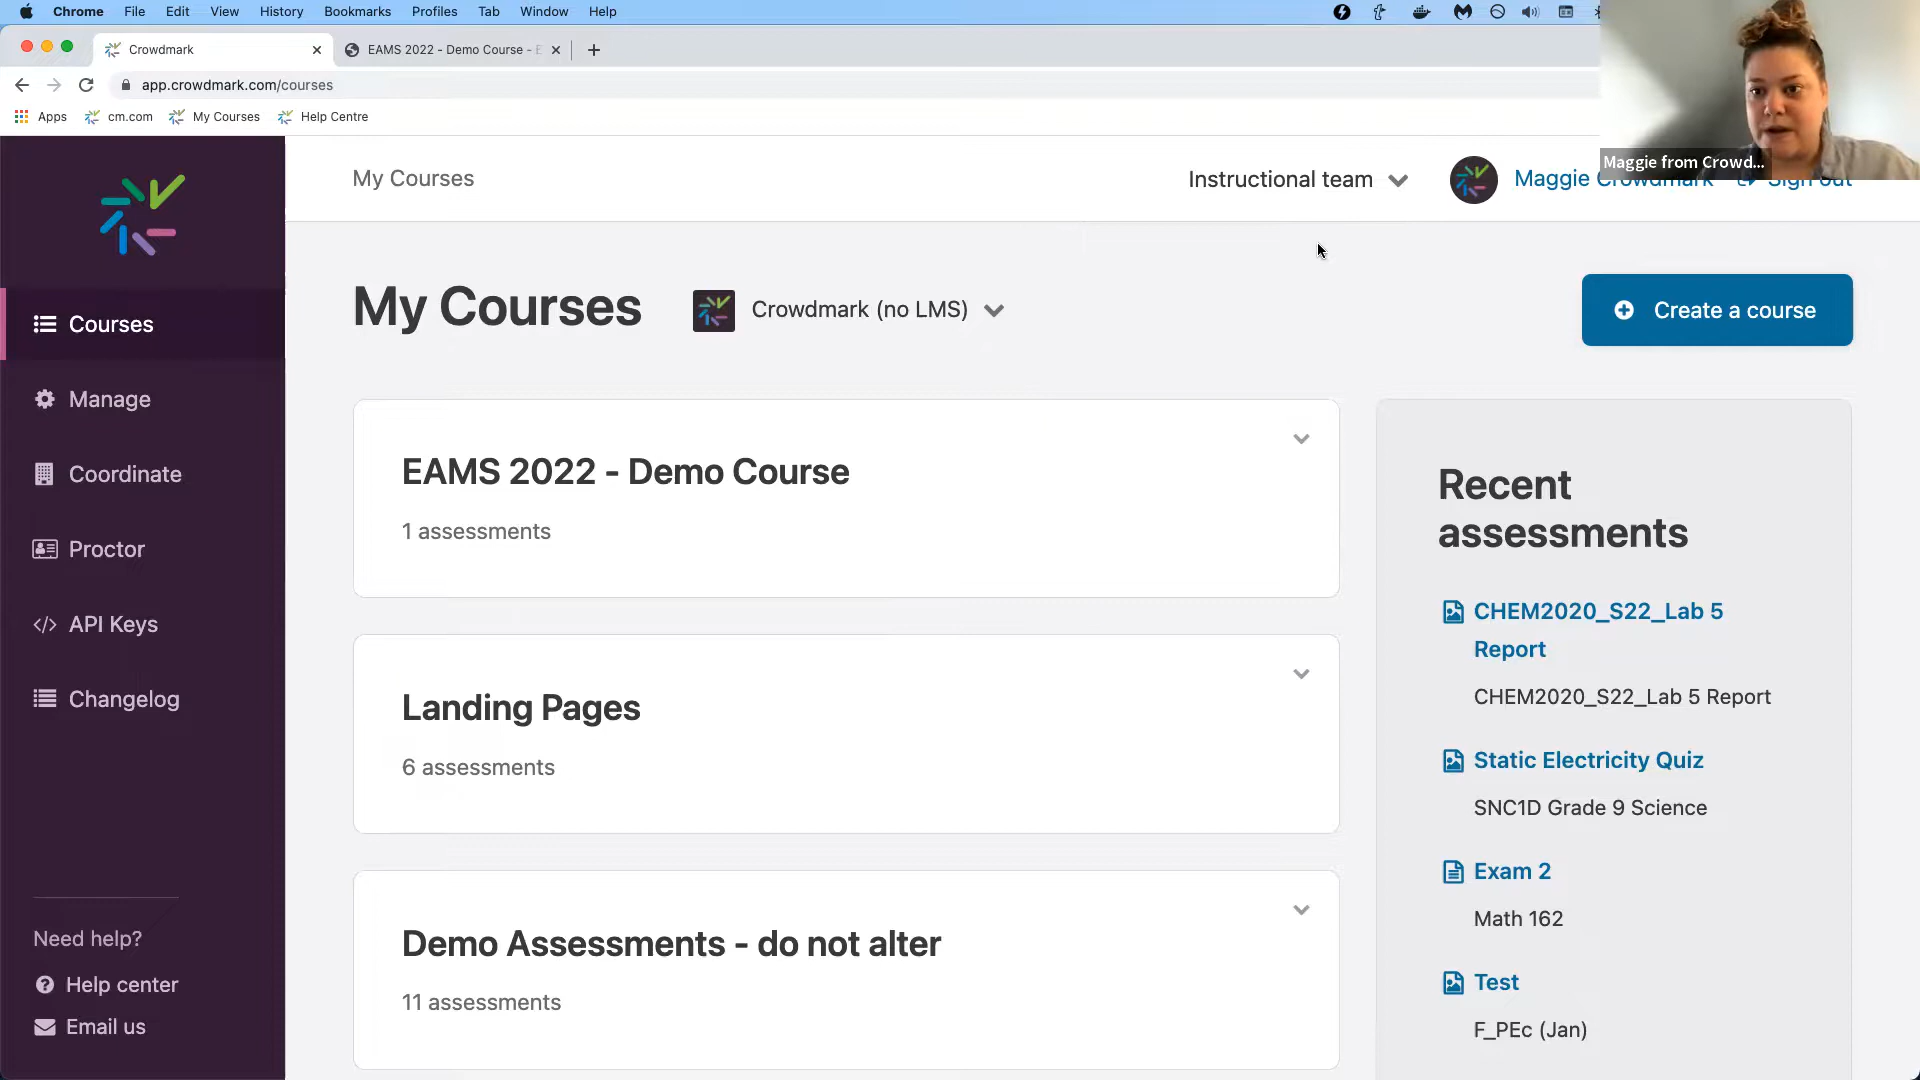 Chrome File Edit View History Bookmarks Profiles Tab Window Help
Crowdmark
EAMS 2022 - Demo Course -
app.crowdmark.com/courses
Apps cm.com My Courses Help Centre
Maggie from Crowd...
My Courses
Instructional team
Maggie Crowdmark
Sign out
My Courses
Crowdmark (no LMS)
Create a course
Courses
Manage
Coordinate
Proctor
API Keys
Changelog
Need help?
Help center
Email us
EAMS 2022 - Demo Course
1 assessments
Landing Pages
6 assessments
Demo Assessments - do not alter
11 assessments
Recent
assessments
CHEM2020_S22_Lab 5
Report
CHEM2020_S22_Lab 5 Report
Static Electricity Quiz
SNC1D Grade 9 Science
Exam 2
Math 162
Test
F_PEc (Jan)